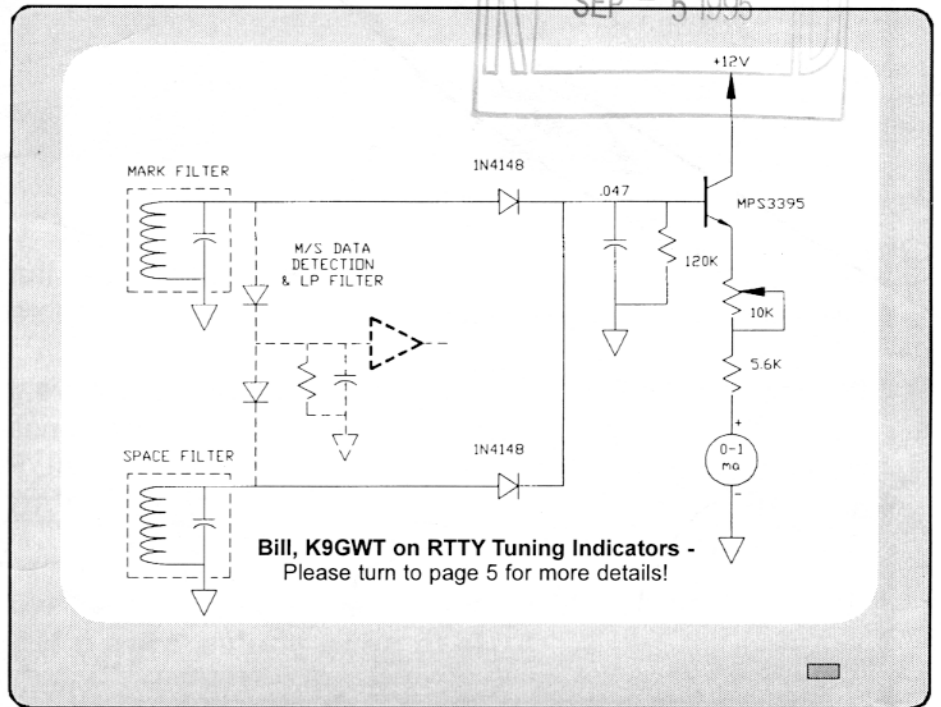 SEP - 5 1995
+12V
MARK FILTER
1N4148
.047
MPS3395
M/S DATA
DETECTION
& LP FILTER
120K
10K
5.6K
+
SPACE FILTER
1N4148
0-1
ma
-
Bill, K9GWT on RTTY Tuning Indicators -
Please turn to page 5 for more details!